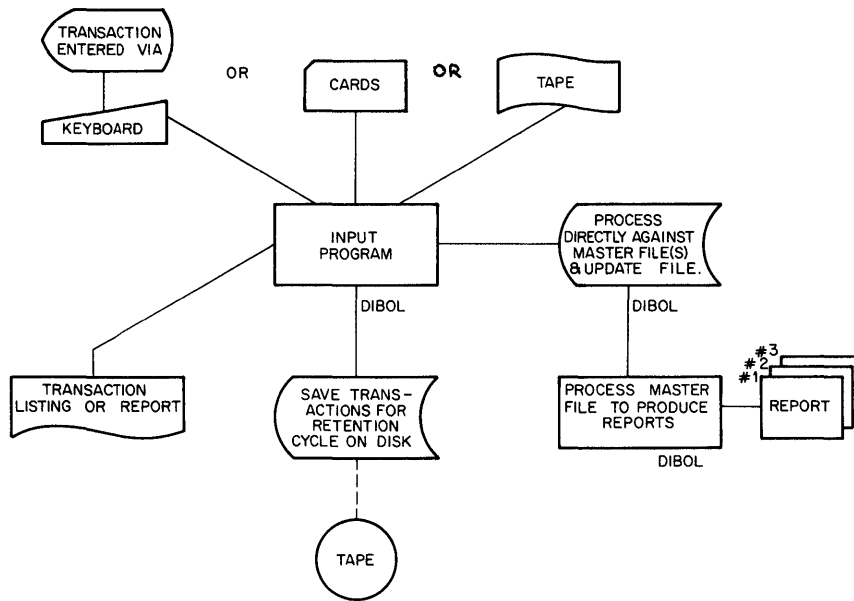 TRANSACTION
ENTERED VIA
KEYBOARD
OR
CARDS
OR
TAPE
INPUT
PROGRAM
DIBOL
PROCESS
DIRECTLY AGAINST
MASTER FILE(S)
& UPDATE FILE.
DIBOL
TRANSACTION
LISTING OR REPORT
SAVE TRANS-
ACTIONS FOR
RETENTION
CYCLE ON DISK
TAPE
PROCESS MASTER
FILE TO PRODUCE
REPORTS
DIBOL
#3
#2
#1
REPORT